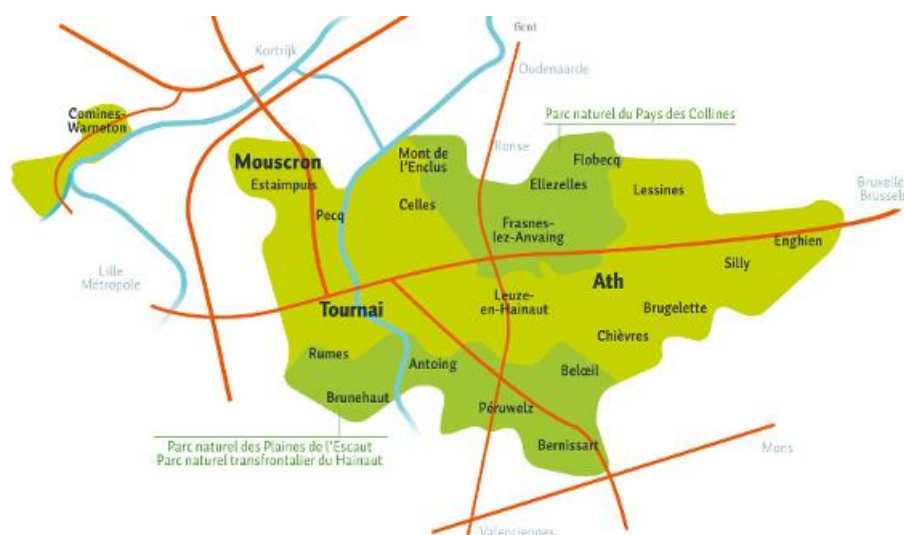 Gent
Kortrijk
Oudenaarde
Comines-
Warneton
Parc naturel du Pays des Collines
Ronse
Mouscron
Mont de
l'Enclus
Flobecq
Estaimpuis
Ellezelles
Lessines
Bruxelles
Brussel
Pecq
Celles
Frasnes-
lez-Anvaing
Enghien
Silly
Lille
Métropole
Ath
Leuze-
en-Hainaut
Tournai
Brugelette
Chièvres
Rumes
Antoing
Belœil
Brunehaut
Péruwelz
Parc naturel des Plaines de l'Escaut
Parc naturel transfrontalier du Hainaut
Bernissart
Mons
Valenciennes